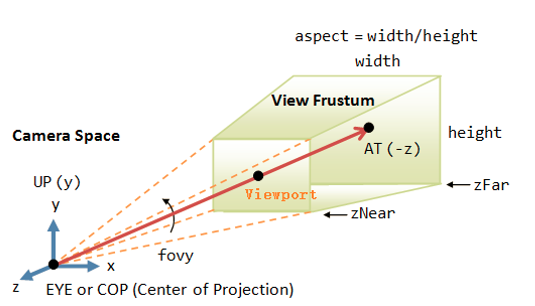 aspect = width/height
width
View Frustum
Camera Space
height
AT (-z)
UP (y)
zFar
Viewport
y
zNear
fovy
x
z
EYE or COP (Center of Projection)